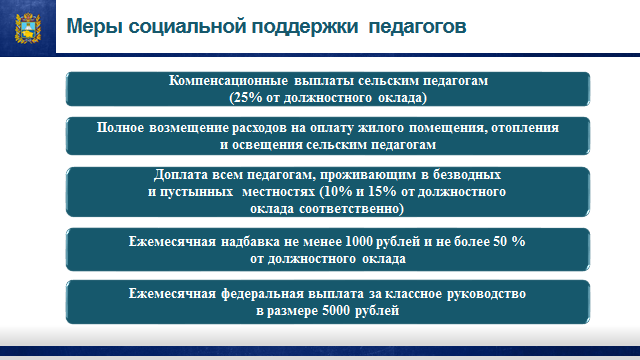 Меры социальной поддержки педагогов
Компенсационные выплаты сельским педагогам
(25% от должностного оклада)
Полное возмещение расходов на оплату жилого помещения, отопления
и освещения сельским педагогам
Доплата всем педагогам, проживающим в безводных
и пустынных местностях (10% и 15% от должностного
оклада соответственно)
Ежемесячная надбавка не менее 1000 рублей и не более 50 %
от должностного оклада
Ежемесячная федеральная выплата за классное руководство
в размере 5000 рублей